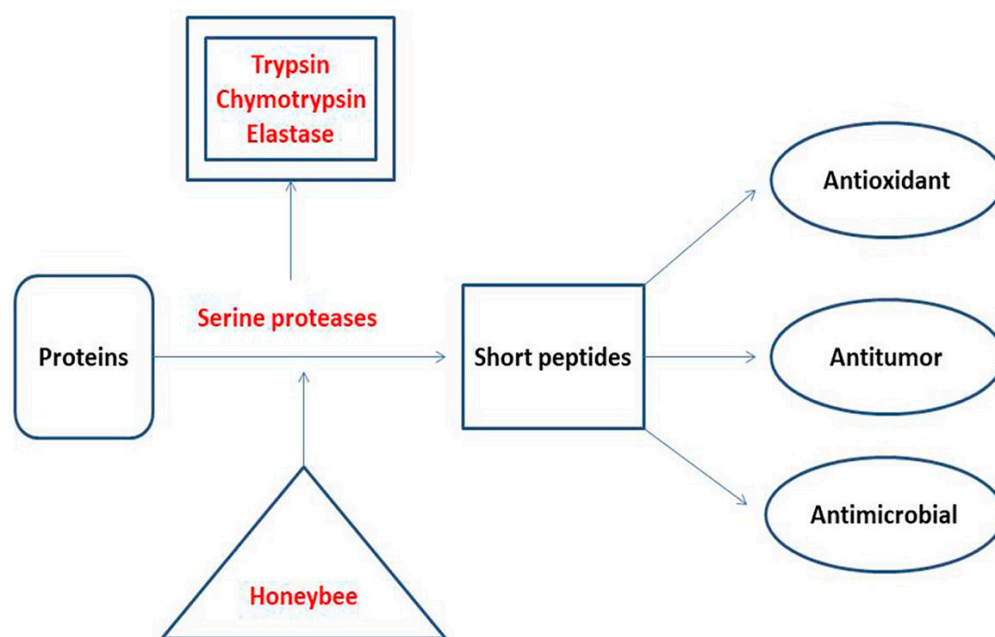 Trypsin
Chymotrypsin
Elastase
Antioxidant
Serine proteases
Proteins
Short peptides
Antitumor
Antimicrobial
Honeybee